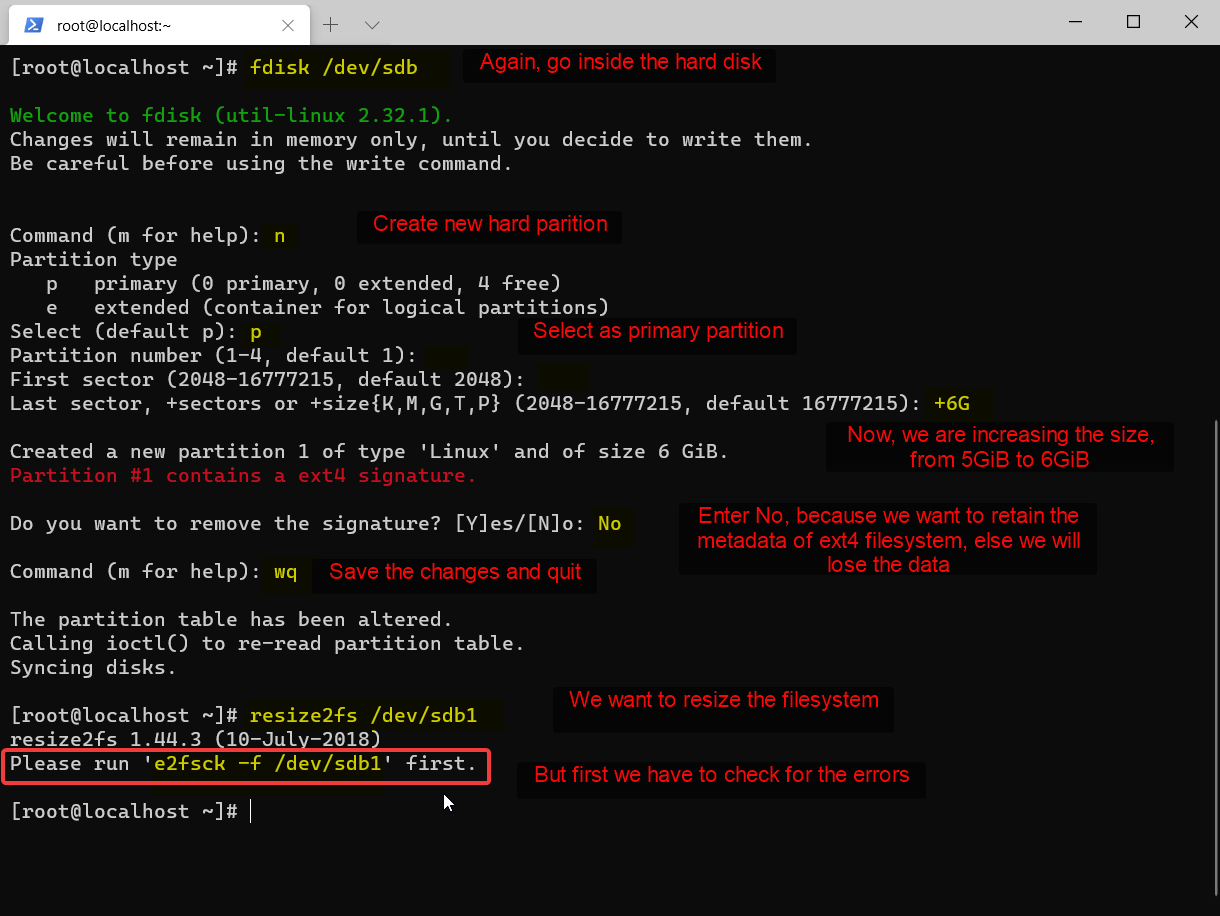 root@localhost:~
[root@localhost ~]# fdisk /dev/sdb
Again, go inside the hard disk
Welcome to fdisk (util-linux 2.32.1).
Changes will remain in memory only, until you decide to write them.
Be careful before using the write command.
Create new hard parition
Command (m for help): n
Partition type
p   primary (0 primary, 0 extended, 4 free)
e   extended (container for logical partitions)
Select (default p): p
Select as primary partition
Partition number (1-4, default 1):
First sector (2048-16777215, default 2048):
Last sector, +sectors or +size{K,M,G,T,P} (2048-16777215, default 16777215): +6G
Now, we are increasing the size,
from 5GiB to 6GiB
Created a new partition 1 of type 'Linux' and of size 6 GiB.
Partition #1 contains a ext4 signature.
Do you want to remove the signature? [Y]es/[N]o: No
Enter No, because we want to retain the
metadata of ext4 filesystem, else we will
lose the data
Command (m for help): wq
Save the changes and quit
The partition table has been altered.
Calling ioctl() to re-read partition table.
Syncing disks.
We want to resize the filesystem
[root@localhost ~]# resize2fs /dev/sdb1
resize2fs 1.44.3 (10-July-2018)
Please run 'e2fsck -f /dev/sdb1' first.
But first we have to check for the errors
[root@localhost ~]#